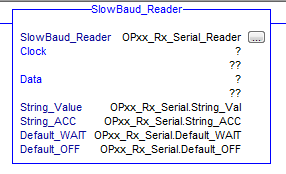 SlowBaud_Reader
SlowBaud_Reader OPxx_Rx_Serial_Reader ...
Clock ?
??
Data ?
??
String_Value OPxx_Rx_Serial.String_Val
String_ACC OPxx_Rx_Serial.String_ACC
Default_WAIT OPxx_Rx_Serial.Default_WAIT
Default_OFF OPxx_Rx_Serial.Default_OFF